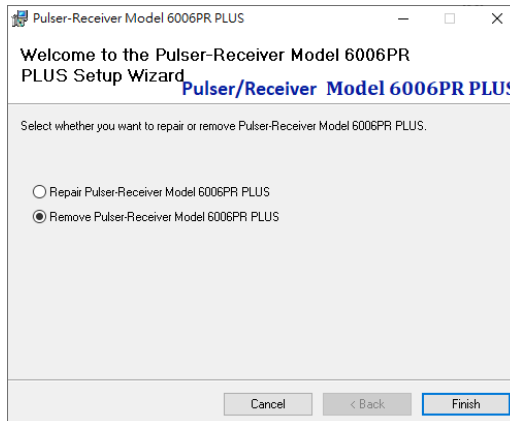 Pulser-Receiver Model 6006PR PLUS
Welcome to the Pulser-Receiver Model 6006PR
PLUS Setup Wizard
Pulser/Receiver Model 6006PR PLUS
Select whether you want to repair or remove Pulser-Receiver Model 6006PR PLUS.
Repair Pulser-Receiver Model 6006PR PLUS
Remove Pulser-Receiver Model 6006PR PLUS
Cancel
< Back
Finish